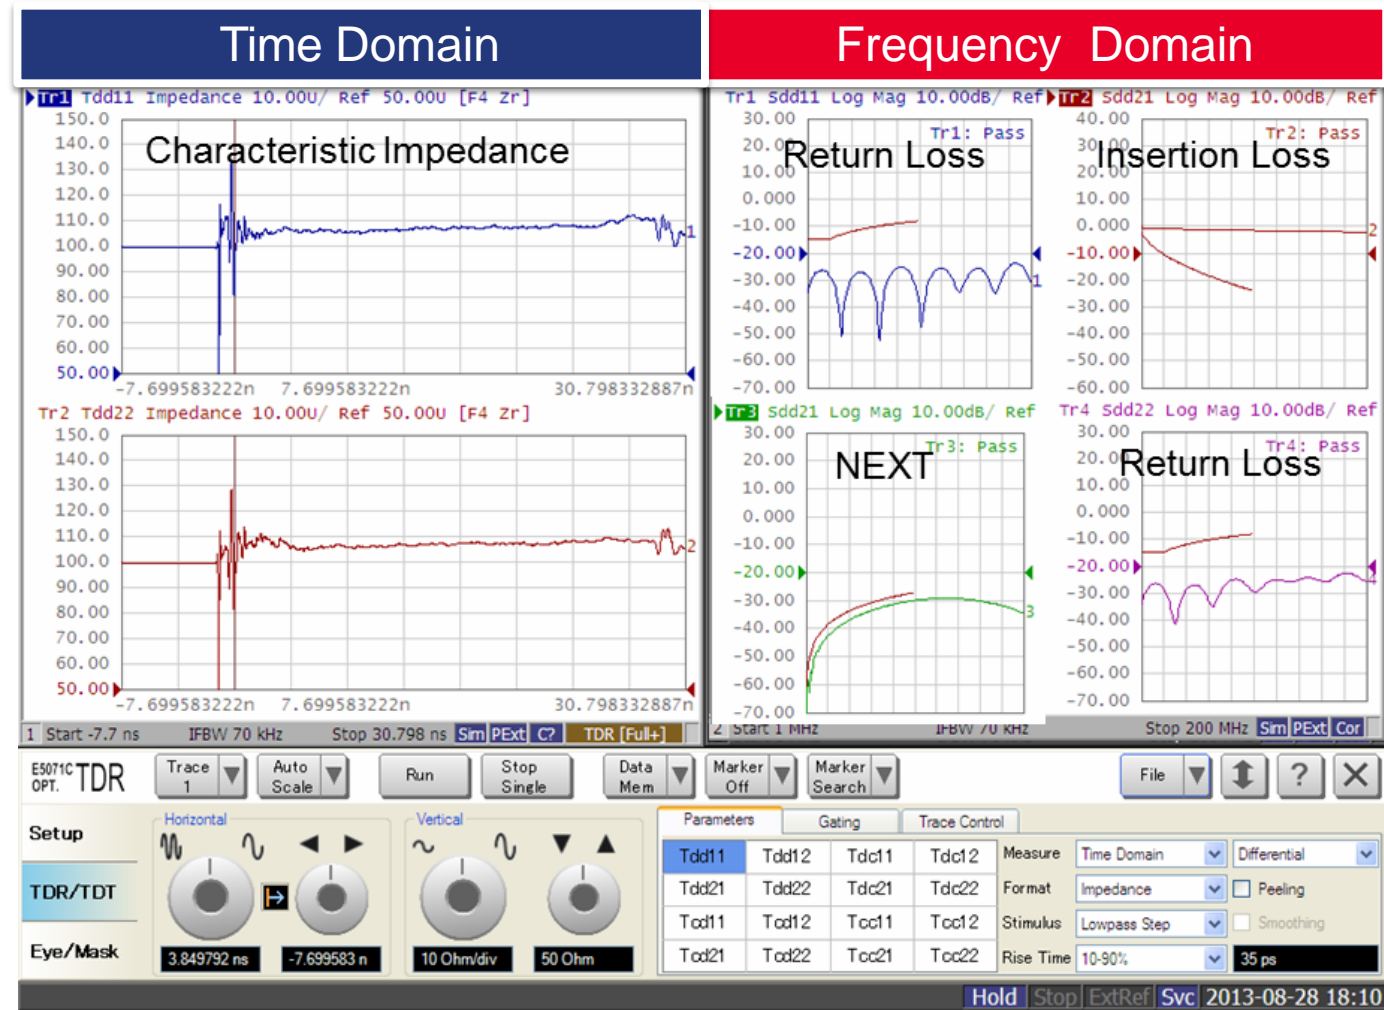 Time Domain
Frequency Domain
Tr1 Tdd11 Impedance 10.00U/ Ref 50.00U [F4 Zr]
Characteristic Impedance
150.0
140.0
130.0
120.0
110.0
100.0
90.00
80.00
70.00
60.00
50.00
1
-7.699583222n 7.699583222n 30.798332887n
Tr2 Tdd22 Impedance 10.00U/ Ref 50.00U [F4 Zr]
150.0
140.0
130.0
120.0
110.0
100.0
90.00
80.00
70.00
60.00
50.00
2
-7.699583222n 7.699583222n 30.798332887n
1 Start -7.7 ns IFBW 70 kHz Stop 30.798 ns Sim PExt C? TDR [Full+]
Tr1 Sdd11 Log Mag 10.00dB/ Ref
Tr1: Pass
Return Loss
30.00
20.00
10.00
0.000
-10.00
-20.00
-30.00
-40.00
-50.00
-60.00
-70.00
1
Tr2 Sdd21 Log Mag 10.00dB/ Ref
Tr2: Pass
Insertion Loss
40.00
30.00
20.00
10.00
0.000
-10.00
-20.00
-30.00
-40.00
-50.00
-60.00
2
Tr3 Sdd21 Log Mag 10.00dB/ Ref
Tr3: Pass
NEXT
30.00
20.00
10.00
0.000
-10.00
-20.00
-30.00
-40.00
-50.00
-60.00
-70.00
3
Tr4 Sdd22 Log Mag 10.00dB/ Ref
Tr4: Pass
Return Loss
30.00
20.00
10.00
0.000
-10.00
-20.00
-30.00
-40.00
-50.00
-60.00
-70.00
4
2 Start 1 MHz IFBW 70 kHz Stop 200 MHz Sim PExt Cor
E5071C OPT. TDR
Trace 1
Auto Scale
Run
Stop Single
Data Mem
Marker Off
Marker Search
File
?
Setup
TDR/TDT
Eye/Mask
Horizontal
3.849792 ns
-7.699583 n
Vertical
10 Ohm/div
50 Ohm
Parameters Gating Trace Control
Tdd11 Tdd12 Tdc11 Tdc12
Tdd21 Tdd22 Tdc21 Tdc22
Tcd11 Tcd12 Tcc11 Tcc12
Tcd21 Tcd22 Tcc21 Tcc22
Measure Time Domain Differential
Format Impedance Peeling
Stimulus Lowpass Step Smoothing
Rise Time 10-90% 35 ps
Hold Stop ExtRef Svc 2013-08-28 18:10